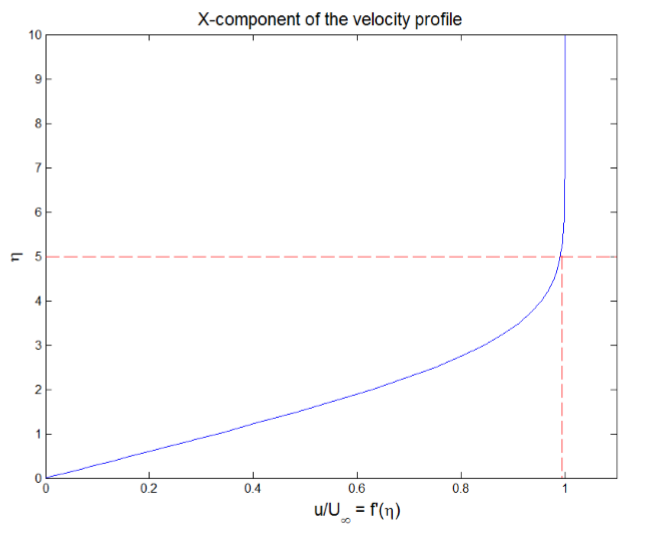 X-component of the velocity profile
10
9
8
7
6
5
4
3
2
1
0
η
0 0.2 0.4 0.6 0.8 1
u/U∞ = f'(η)